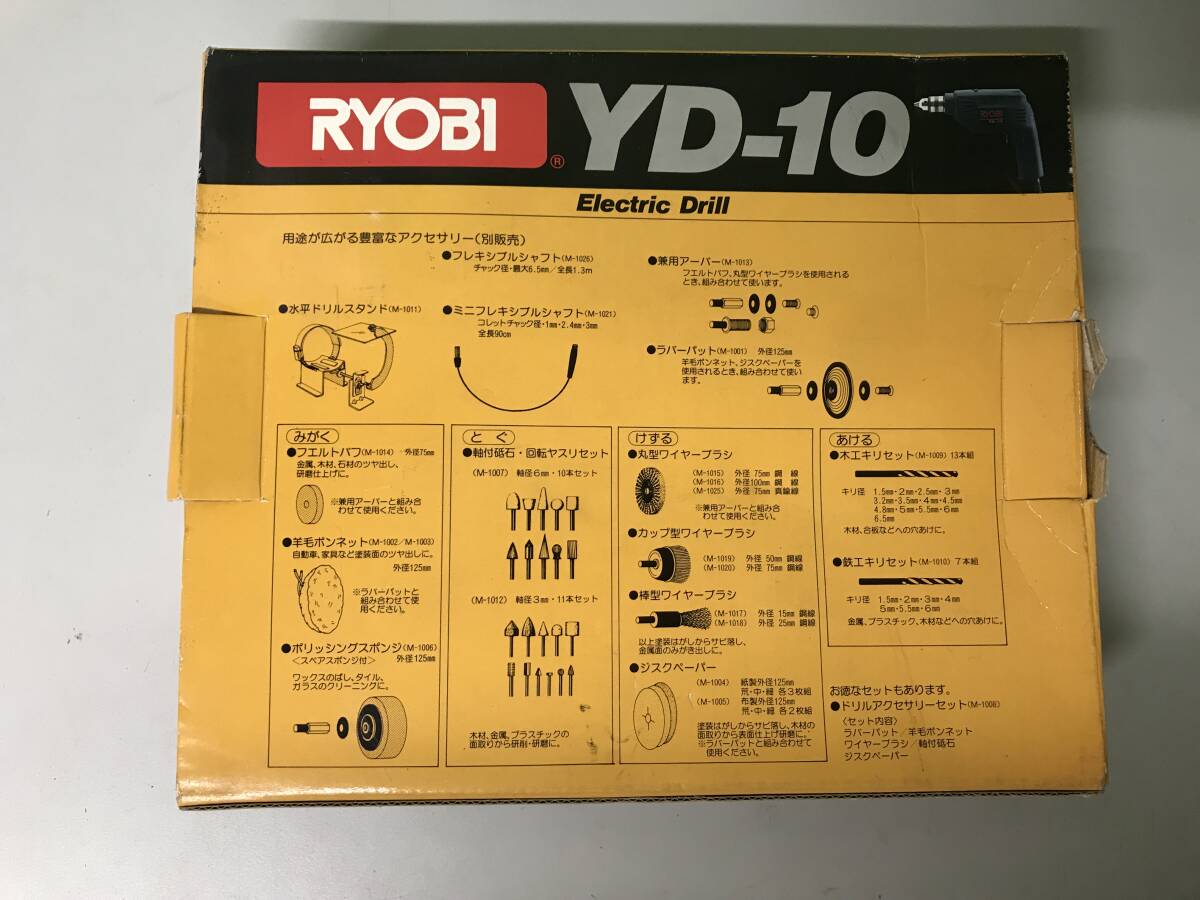 RYOBI
®
YD-10
RYOBI
Electric Drill
用途が広がる豊富なアクセサリー(別販売)
●フレキシブルシャフト(M-1026)
チャック径・最大6.5mm/全長1.3m
●水平ドリルスタンド(M-1011)
●ミニフレキシブルシャフト(M-1021)
コレットチャック径・1mm・2.4mm・3mm
全長90cm
●兼用アーバー(M-1013)
フエルトバフ、丸型ワイヤーブラシを使用される
とき、組み合わせて使います。
●ラバーパット(M-1001) 外径125mm
羊毛ボンネット、ジスクペーパーを
使用されるとき、組み合わせて使い
ます。
みがく
●フエルトバフ(M-1014) 外径75mm
金属、木材、石材のツヤ出し、
研磨仕上げに。
※兼用アーバーと組み合
わせて使用ください。
●羊毛ボンネット(M-1002/M-1003)
自動車、家具など塗装面のツヤ出しに。
外径125mm
※ラバーパットと
組み合わせて使
用ください。
●ポリッシングスポンジ(M-1006)
<スペアスポンジ付> 外径125mm
ワックスのばし、タイル、
ガラスのクリーニングに。
とぐ
●軸付砥石・回転ヤスリセット
(M-1007) 軸径6mm・10本セット
(M-1012) 軸径3mm・11本セット
木材、金属、プラスチックの
面取りから研削・研磨に。
けずる
●丸型ワイヤーブラシ
(M-1015) 外径 75mm 鋼 線
(M-1016) 外径100mm 鋼 線
(M-1025) 外径 75mm 真鍮線
※兼用アーバーと組み合
わせて使用ください。
●カップ型ワイヤーブラシ
(M-1019) 外径 50mm 鋼線
(M-1020) 外径 75mm 鋼線
●棒型ワイヤーブラシ
(M-1017) 外径 15mm 鋼線
(M-1018) 外径 25mm 鋼線
以上塗装はがしからサビ落し、
金属面のみがき出しに。
●ジスクペーパー
(M-1004) 紙製外径125mm
荒・中・細 各3枚組
(M-1005) 布製外径125mm
荒・中・細 各2枚組
塗装はがしからサビ落し、木材の
面取りから表面仕上げ研磨に。
※ラバーパットと組み合わせて
使用ください。
あける
●木工キリセット(M-1009) 13本組
キリ径 1.5mm・2mm・2.5mm・3mm
3.2mm・3.5mm・4mm・4.5mm
4.8mm・5mm・5.5mm・6mm
6.5mm
木材、合板などへの穴あけに。
●鉄工キリセット(M-1010) 7本組
キリ径 1.5mm・2mm・3mm・4mm
5mm・5.5mm・6mm
金属、プラスチック、木材などへの穴あけに。
お徳なセットもあります。
●ドリルアクセサリーセット(M-1008)
<セット内容>
ラバーパット/羊毛ボンネット
ワイヤーブラシ/軸付砥石
ジスクペーパー